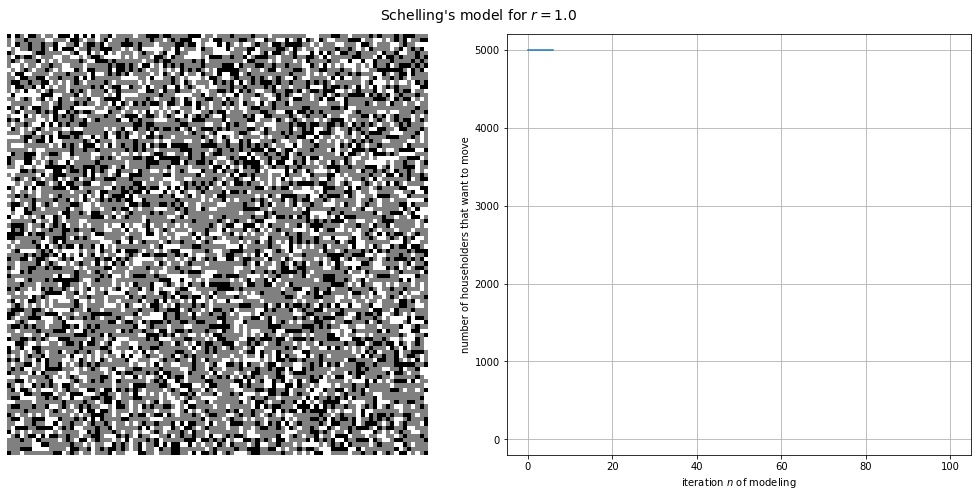 Schelling's model for r = 1.0
number of householders that want to move
5000
4000
3000
2000
1000
0
0 20 40 60 80 100
iteration n of modeling